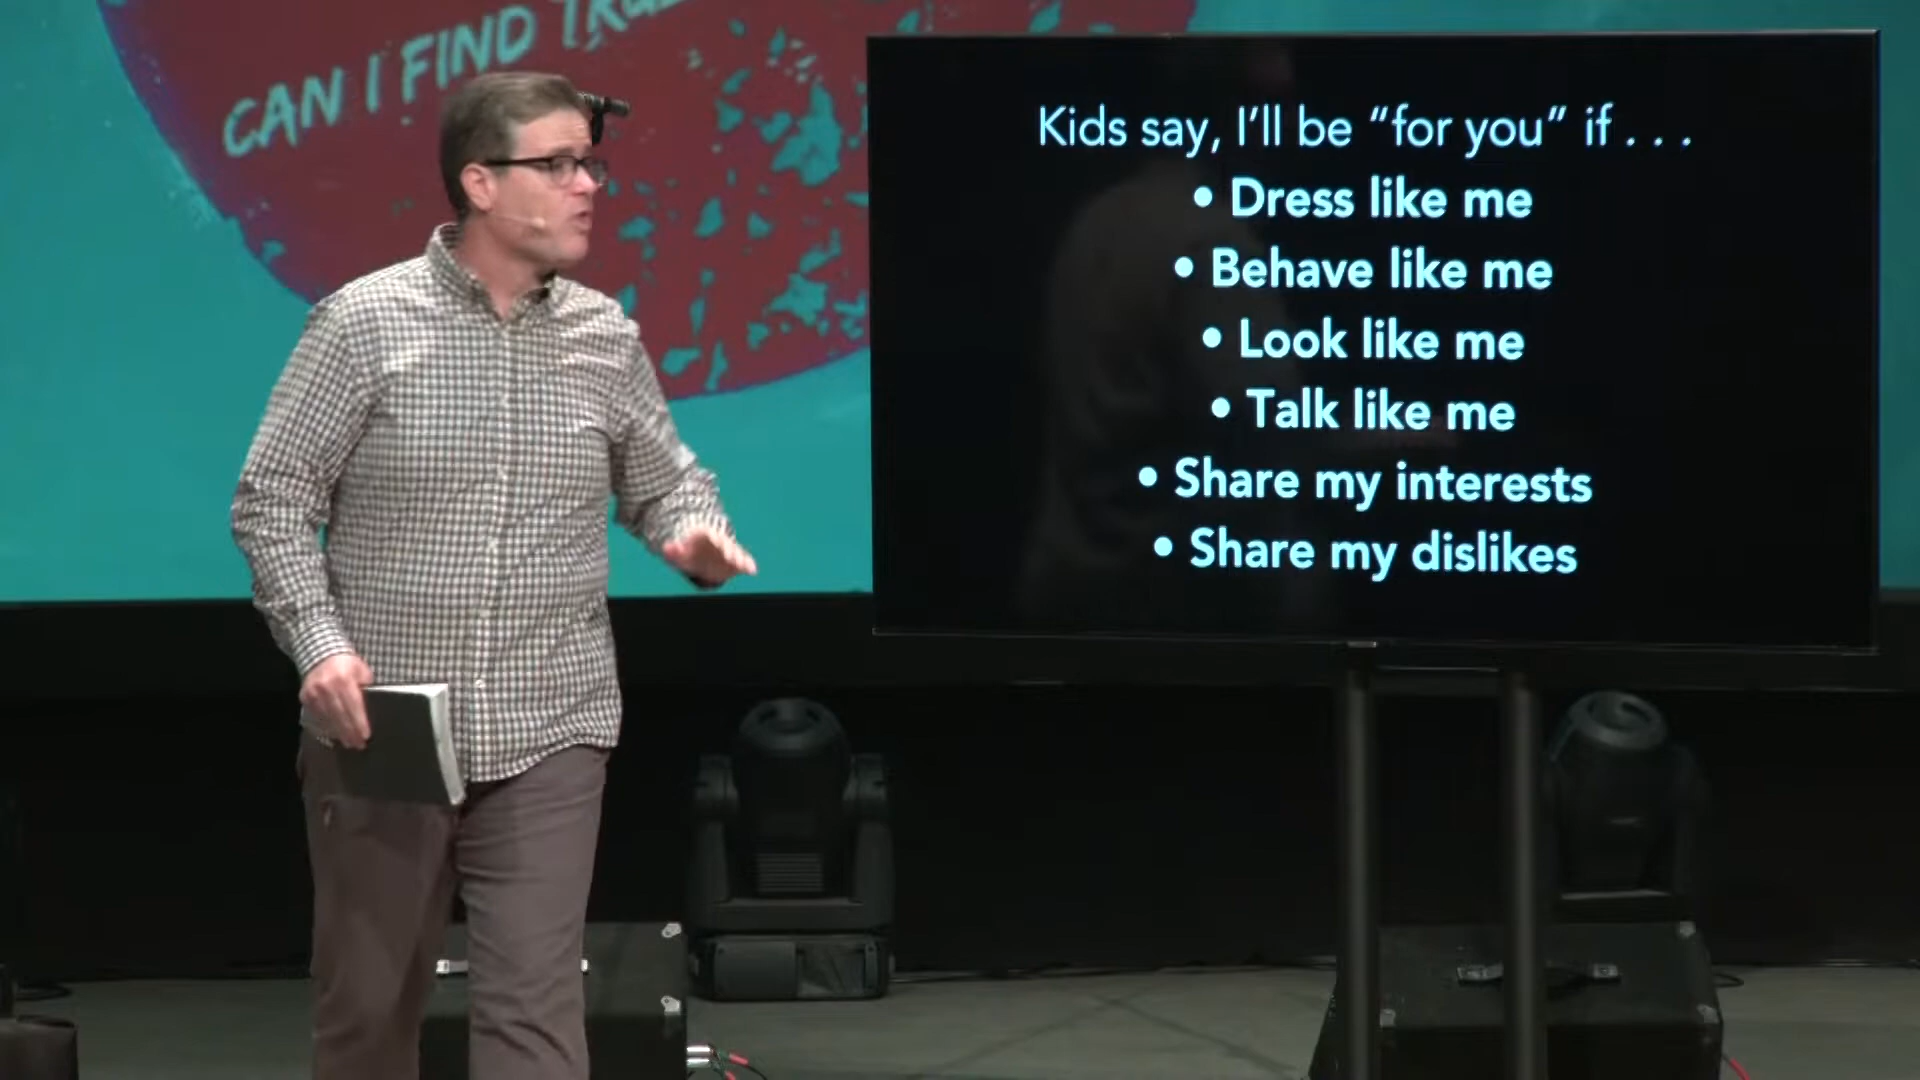 CAN I FIND
Kids say, I’ll be “for you” if . . .
• Dress like me
• Behave like me
• Look like me
• Talk like me
• Share my interests
• Share my dislikes